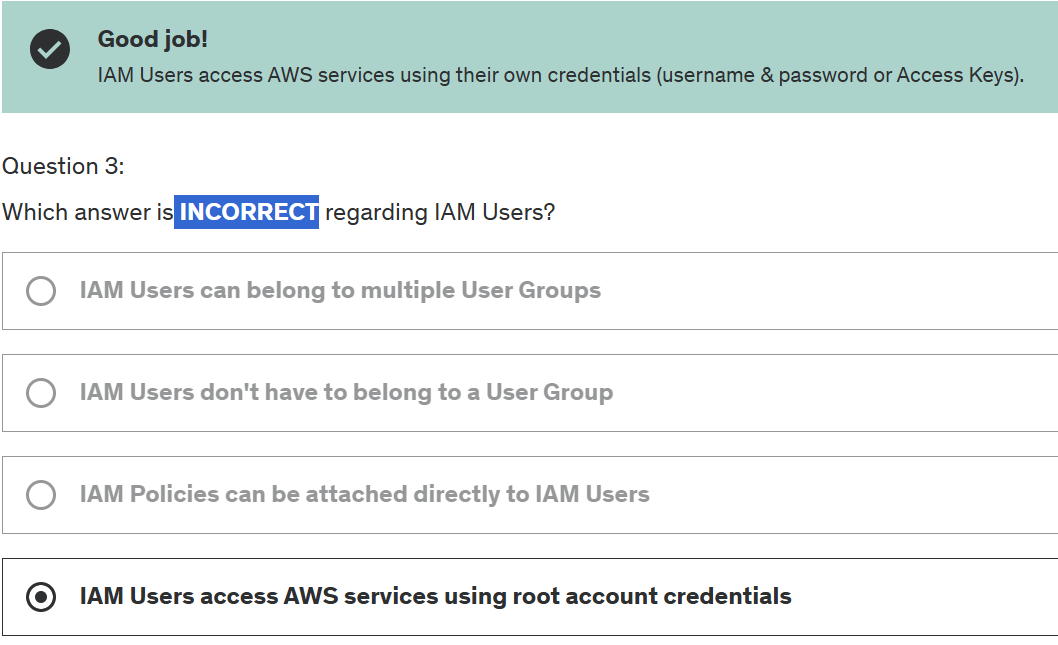 Good job!
IAM Users access AWS services using their own credentials (username & password or Access Keys).
Question 3:
Which answer is INCORRECT regarding IAM Users?
IAM Users can belong to multiple User Groups
IAM Users don't have to belong to a User Group
IAM Policies can be attached directly to IAM Users
IAM Users access AWS services using root account credentials